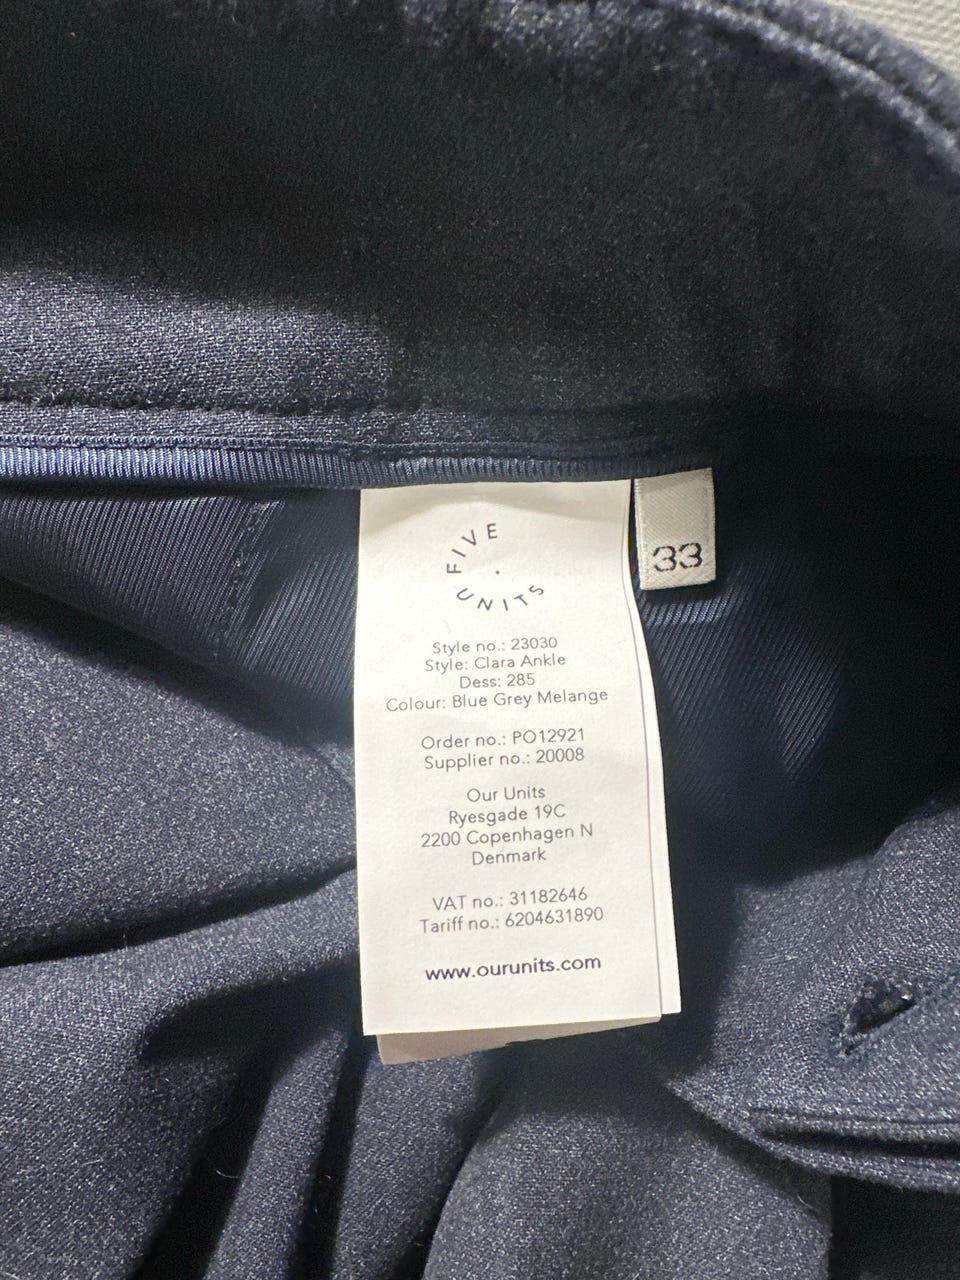 FIVE
UNITS
33
Style no.: 23030
Style: Clara Ankle
Dess: 285
Colour: Blue Grey Melange
Order no.: PO12921
Supplier no.: 20008
Our Units
Ryesgade 19C
2200 Copenhagen N
Denmark
VAT no.: 31182646
Tariff no.: 6204631890
www.ourunits.com